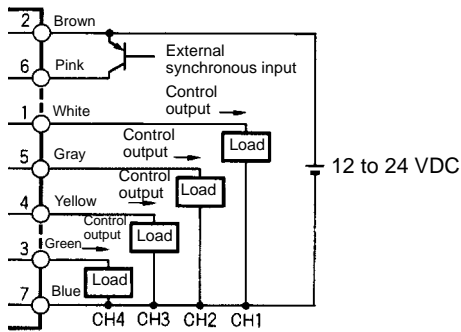 2 Brown
External
synchronous input
6 Pink
Control
output
1 White
Load
Control
output
5 Gray
12 to 24 VDC
Control
output
Load
4 Yellow
Control
output
Load
3 Green
Load
7 Blue
CH4 CH3 CH2 CH1